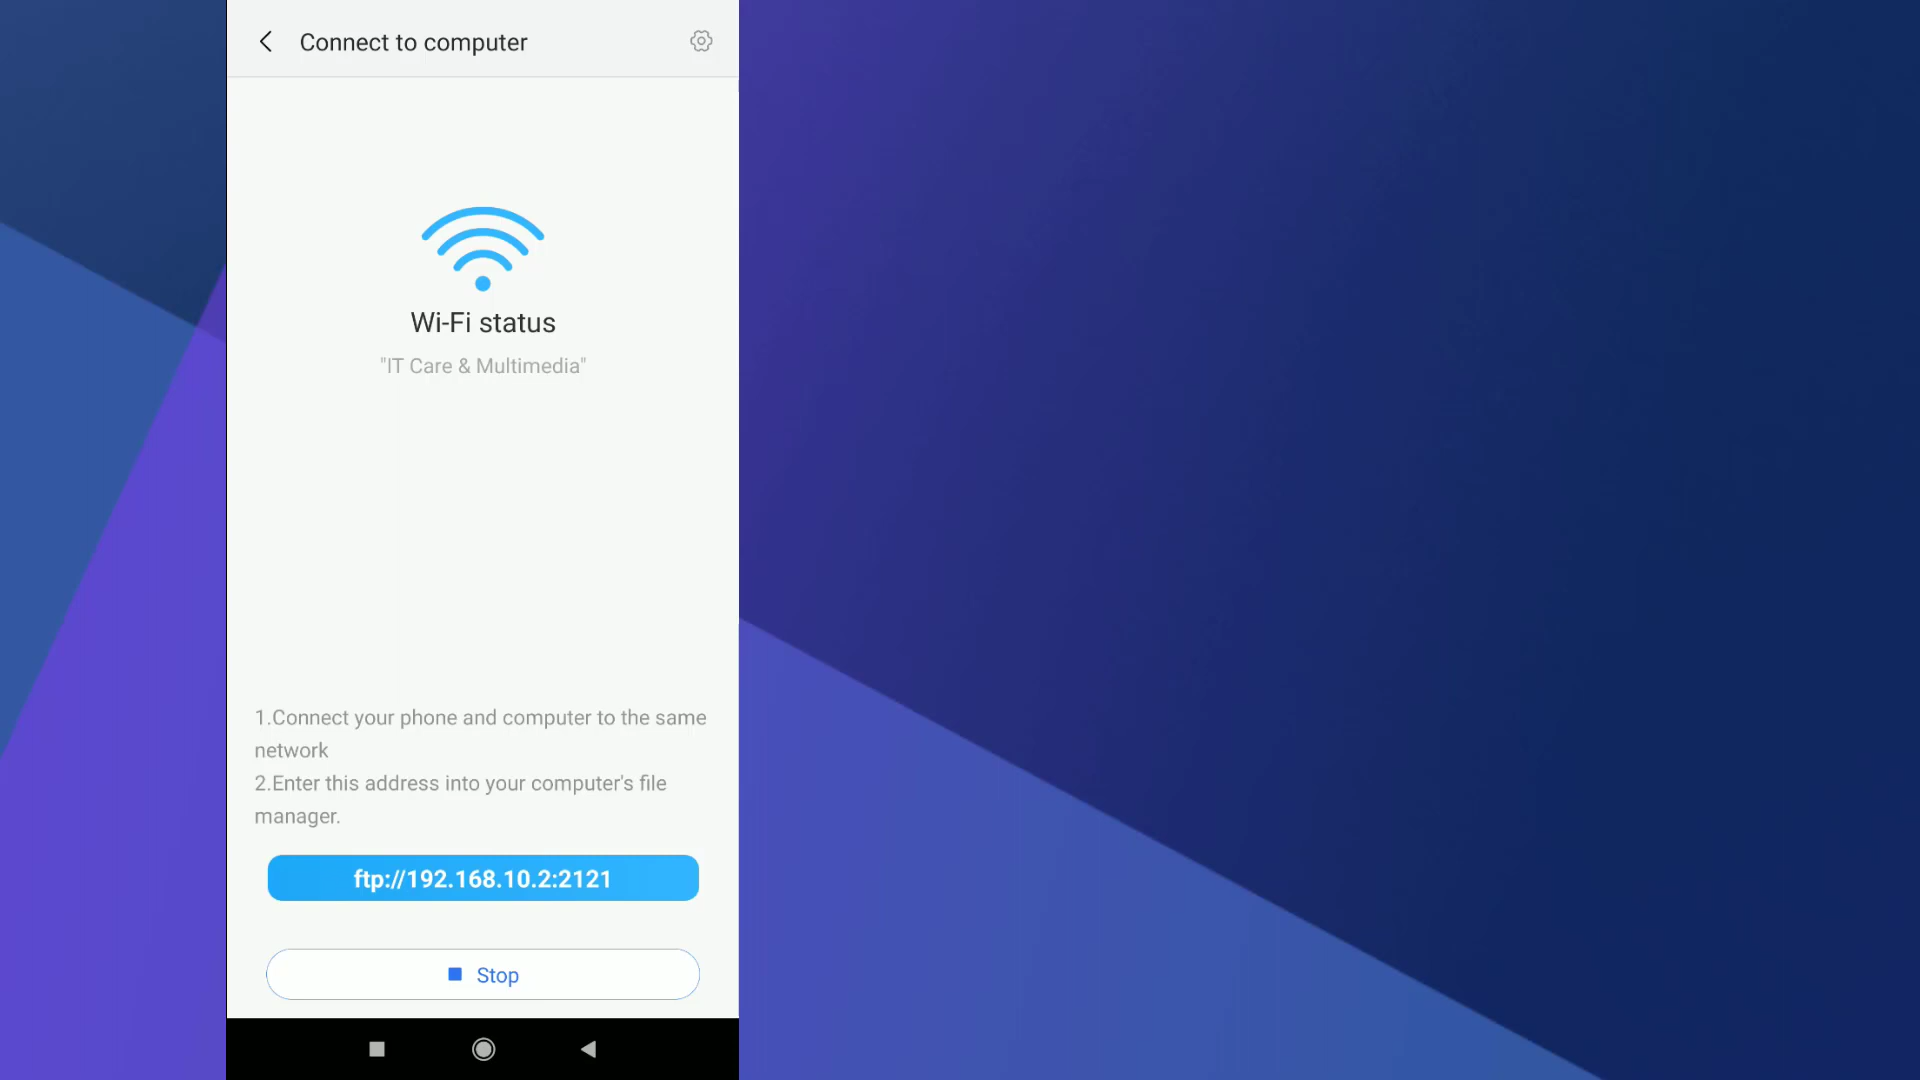 Connect to computer
Wi-Fi status
"IT Care & Multimedia"
1.Connect your phone and computer to the same
network
2.Enter this address into your computer's file
manager.
ftp://192.168.10.2:2121
Stop